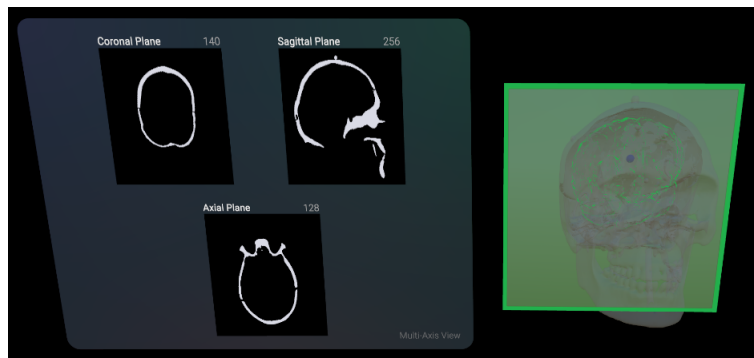 Coronal Plane 140
Sagittal Plane 256
Axial Plane 128
Multi-Axis View